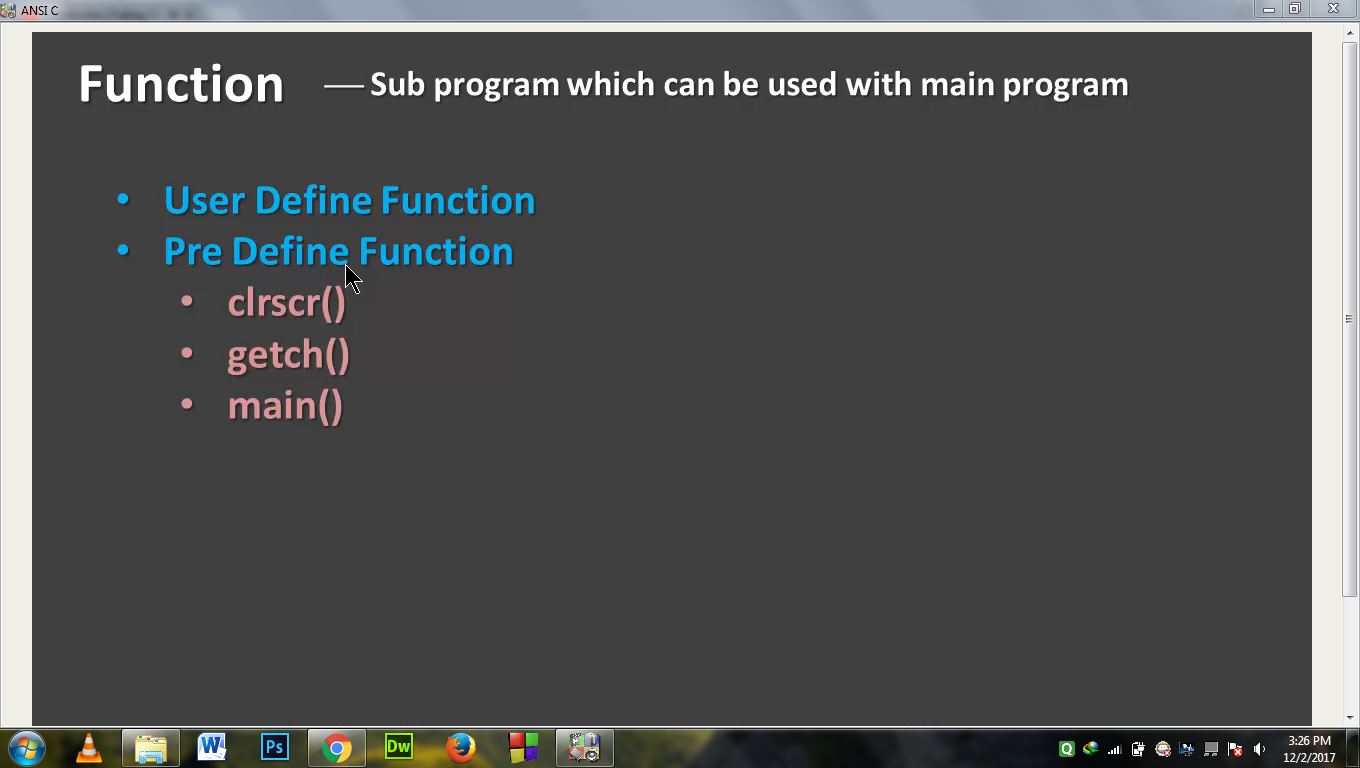 ANSI C
Function — Sub program which can be used with main program
• User Define Function
• Pre Define Function
• clrscr()
• getch()
• main()
W Ps Dw
Q
3:26 PM
12/2/2017